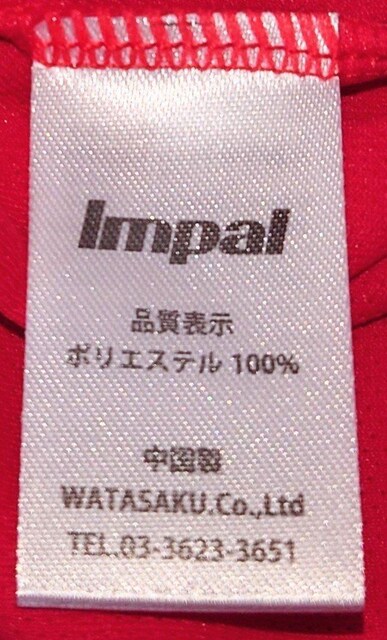 Impal
品質表示
ポリエステル 100%
中国製
WATASAKU.Co.,Ltd
TEL.03-3623-3651